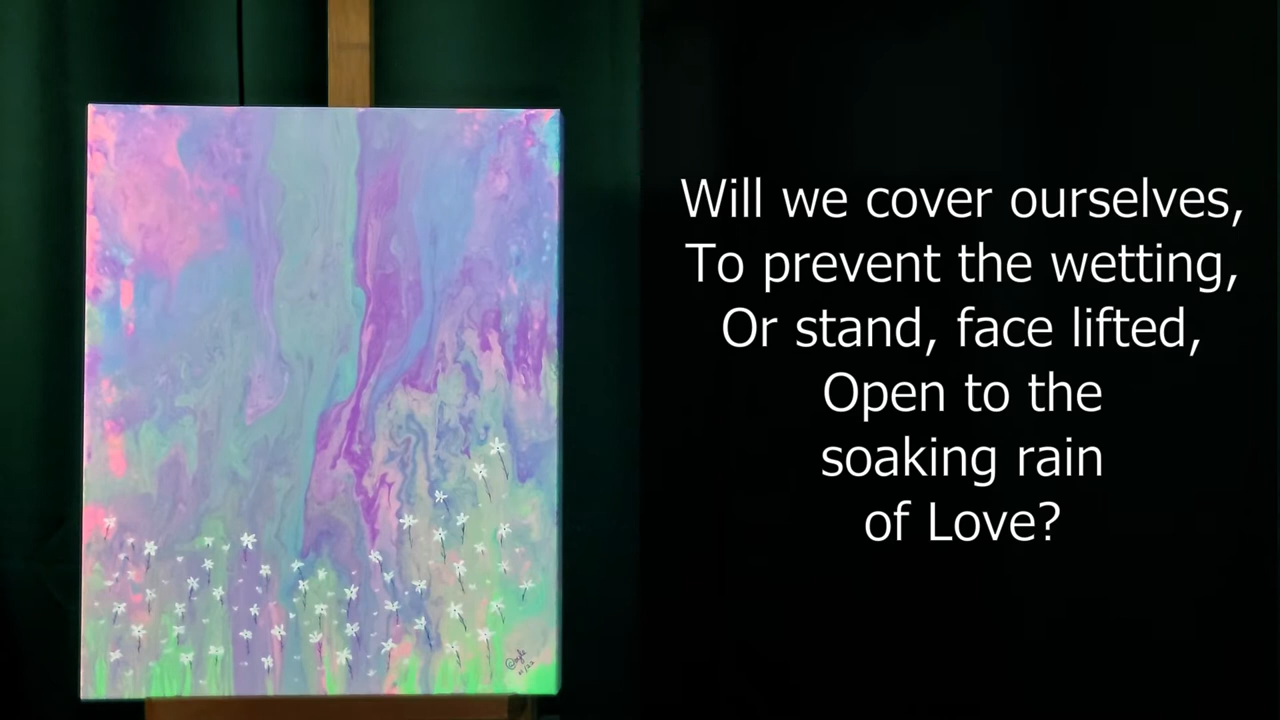 Will we cover ourselves,
To prevent the wetting,
Or stand, face lifted,
Open to the
soaking rain
of Love?